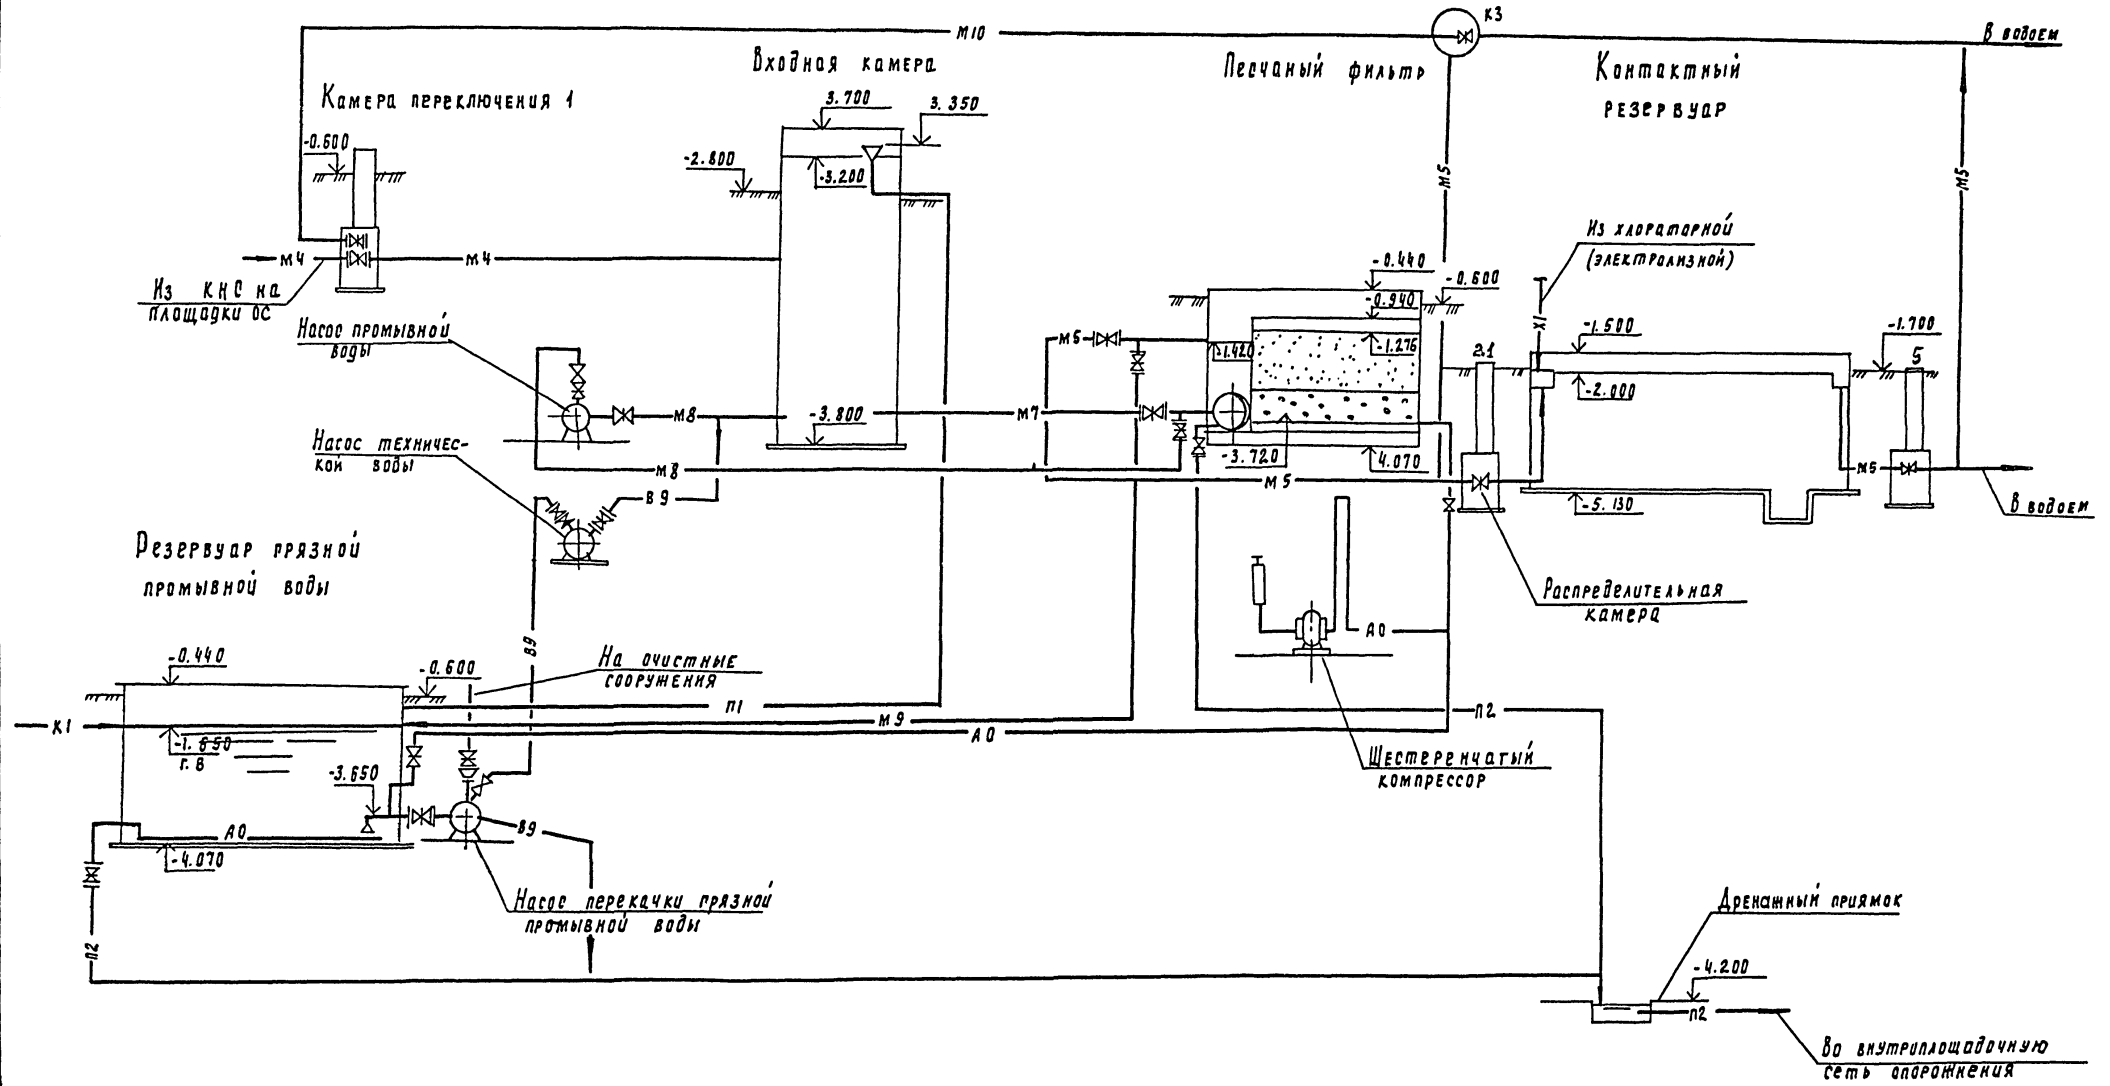 М10
К3
В водоем
Входная камера
Песчаный фильтр
Контактный
резервуар
Камера переключения 1
3.700
3.350
-0.600
-2.800
-3.200
М5
М5
Из хлораторной
(электролизной)
М4
М4
Из КНС на
площадки ОС
-0.440
-0.600
-0.940
Х1
-1.500
-1.700
Насос промывной
воды
М5
-1.420
-1.276
2.1
5
-2.000
М8
-3.800
М7
Насос техничес-
кой воды
М8
-3.720
4.070
М5
М5
В9
-5.130
В водоем
Резервуар грязной
промывной воды
Распределительная
камера
А0
В9
-0.440
-0.600
На очистные
сооружения
П1
М9
П2
К1
-1.650
г.в
А0
-3.650
Шестеренчатый
компрессор
А0
В9
-4.070
Насос перекачки грязной
промывной воды
Дренажный приямок
П2
-4.200
П2
Во внутриплощадочную
сеть опорожнения